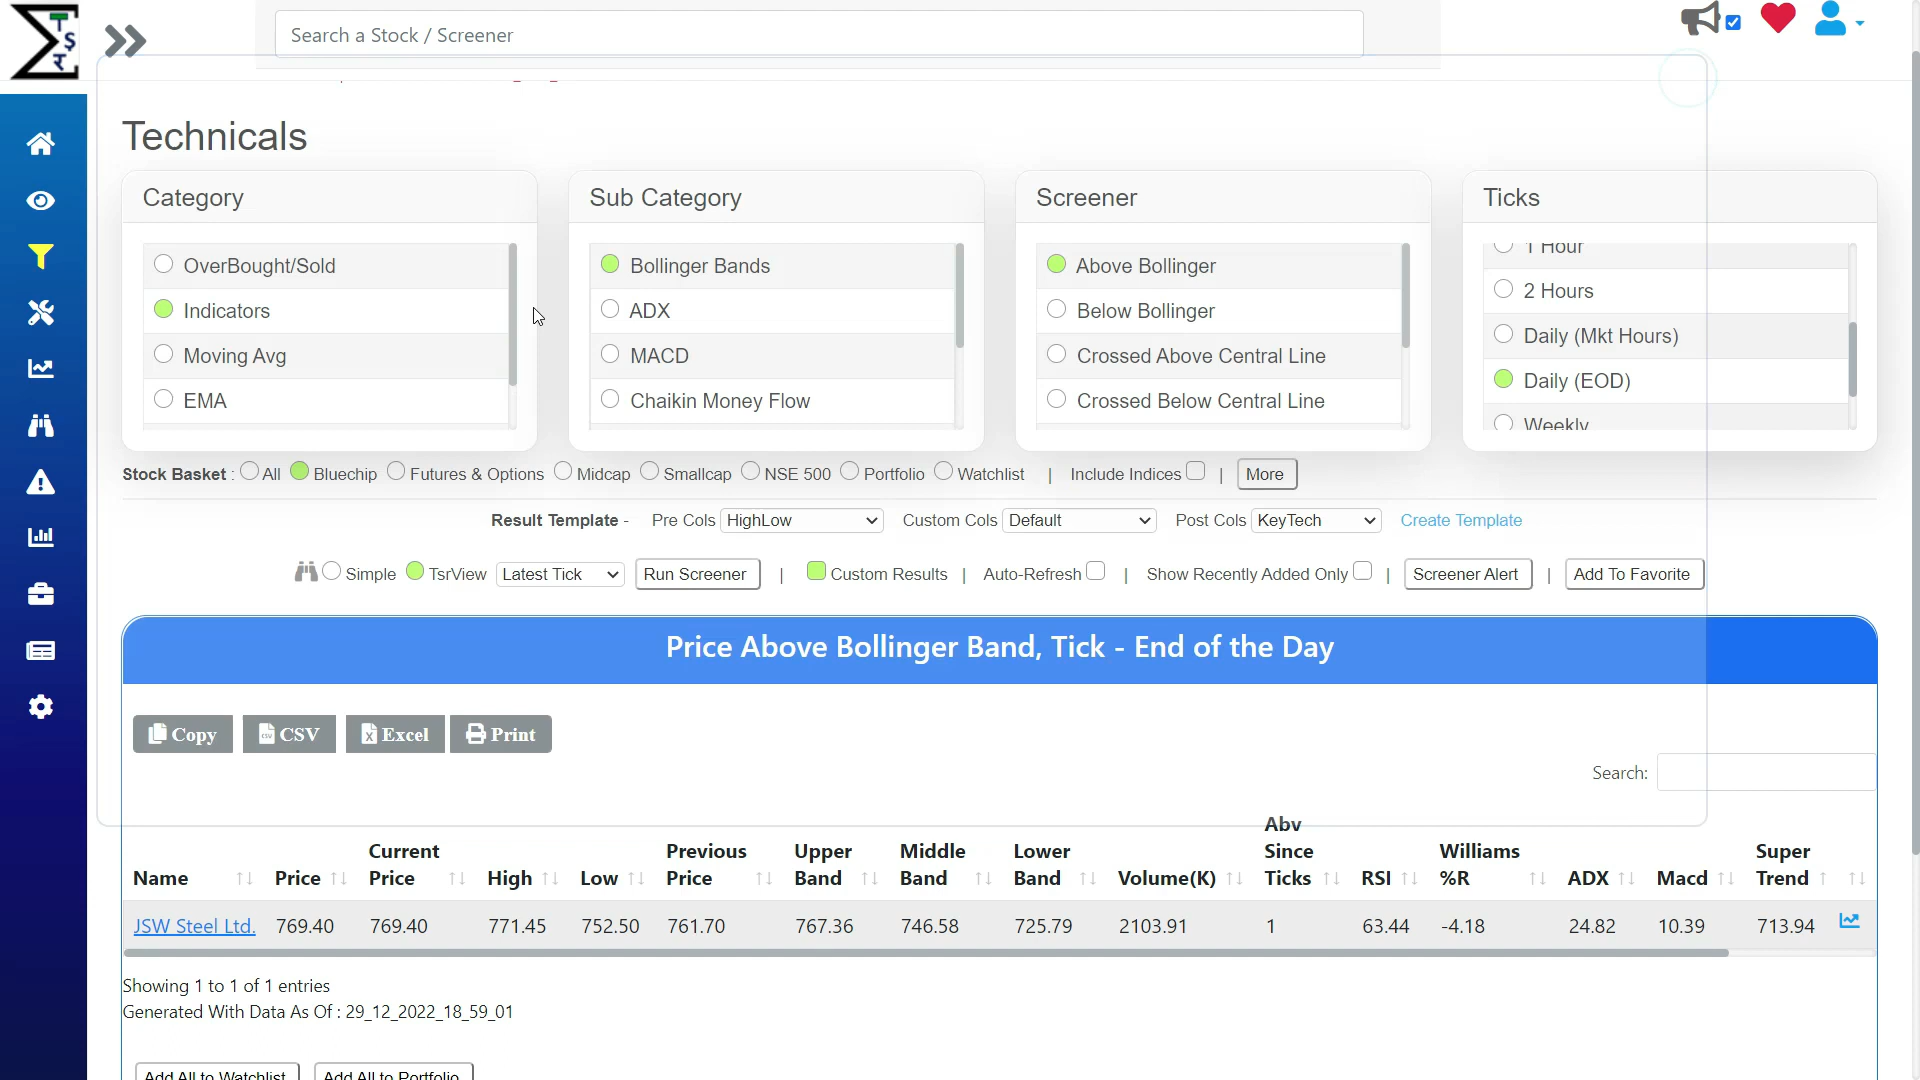 Search a Stock / Screener
Technicals
Category
OverBought/Sold
Indicators
Moving Avg
EMA
Sub Category
Bollinger Bands
ADX
MACD
Chaikin Money Flow
Screener
Above Bollinger
Below Bollinger
Crossed Above Central Line
Crossed Below Central Line
Ticks
1 Hour
2 Hours
Daily (Mkt Hours)
Daily (EOD)
Weekly
Stock Basket : All Bluechip Futures & Options Midcap Smallcap NSE 500 Portfolio Watchlist | Include Indices | More
Result Template - Pre Cols HighLow Custom Cols Default Post Cols KeyTech Create Template
Simple TsrView Latest Tick Run Screener | Custom Results | Auto-Refresh | Show Recently Added Only | Screener Alert | Add To Favorite
Price Above Bollinger Band, Tick - End of the Day
Copy CSV Excel Print
Search:
Name Price Current Price High Low Previous Price Upper Band Middle Band Lower Band Volume(K) Abv Since Ticks RSI Williams %R ADX Macd Super Trend
JSW Steel Ltd. 769.40 769.40 771.45 752.50 761.70 767.36 746.58 725.79 2103.91 1 63.44 -4.18 24.82 10.39 713.94
Showing 1 to 1 of 1 entries
Generated With Data As Of : 29_12_2022_18_59_01
Add All to Watchlist Add All to Portfolio